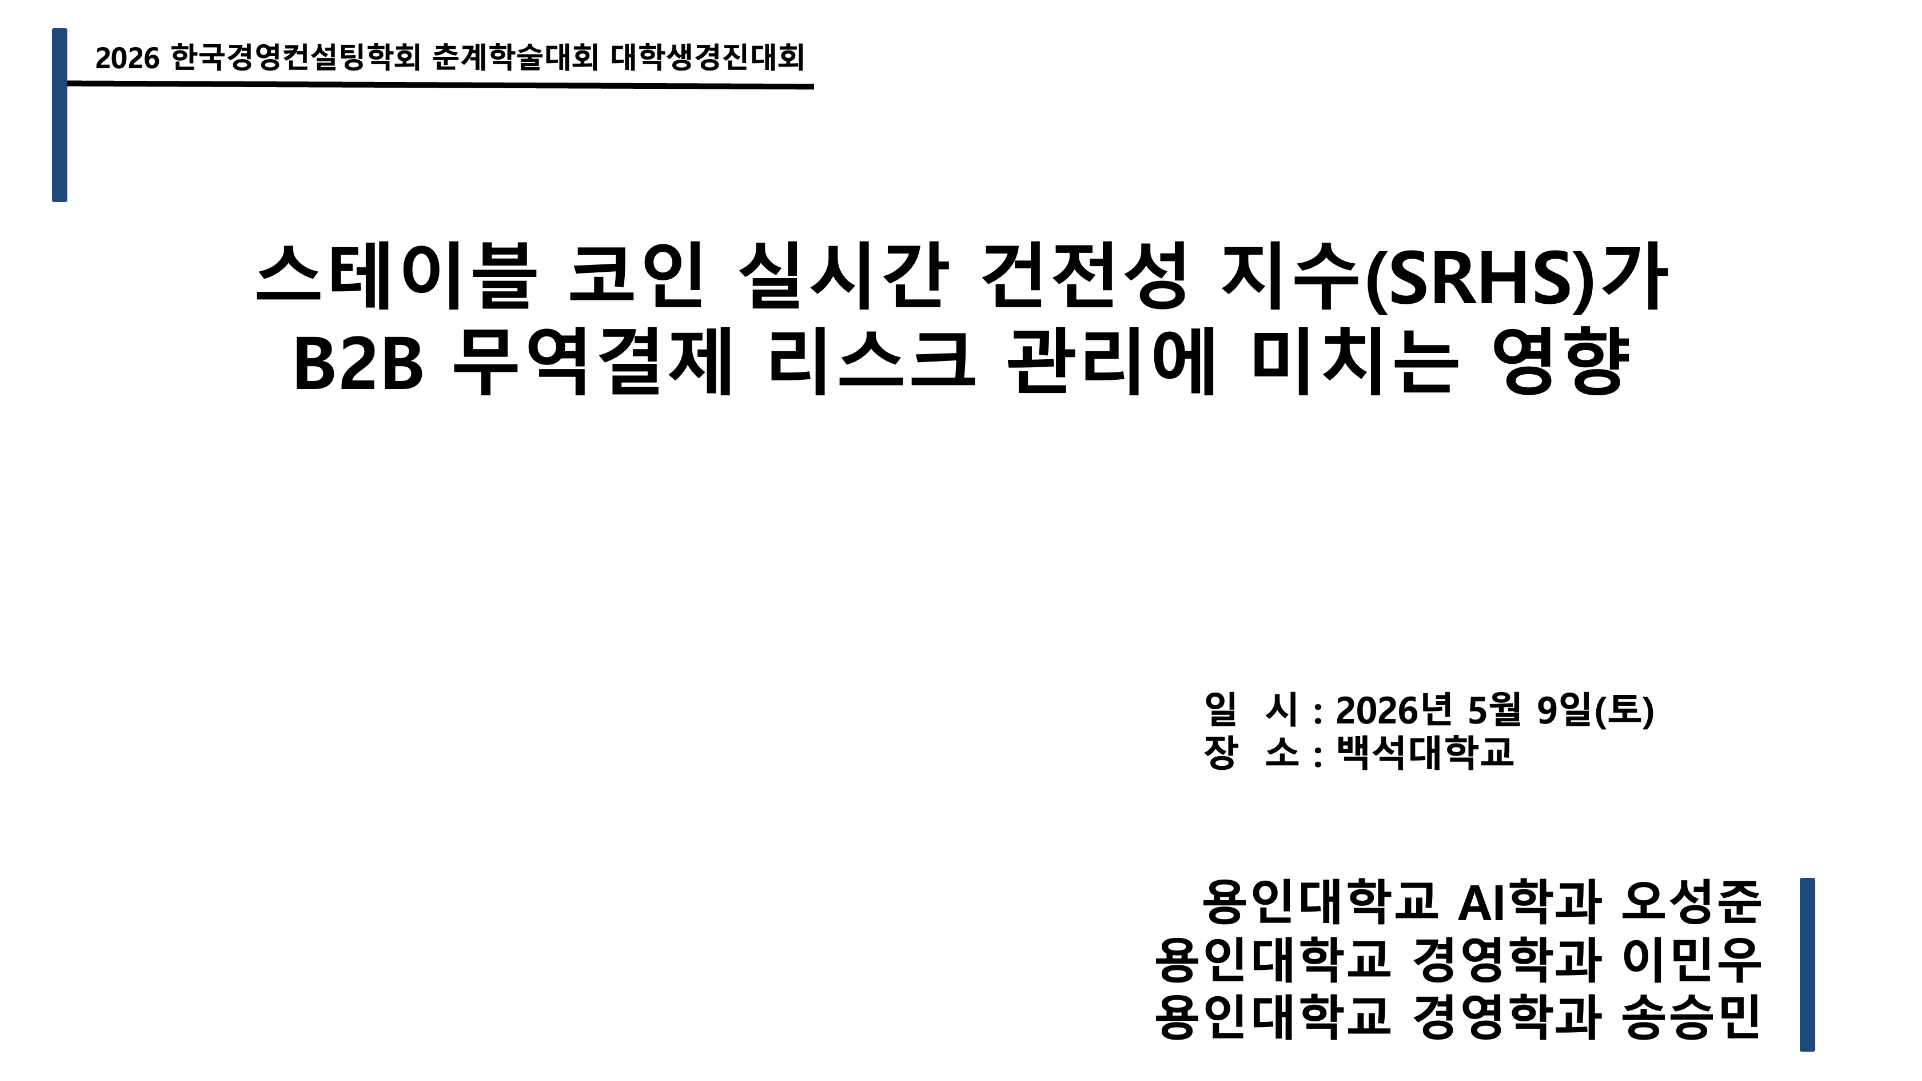 2026 한국경영컨설팅학회 춘계학술대회 대학생경진대회
스테이블 코인 실시간 건전성 지수(SRHS)가
B2B 무역결제 리스크 관리에 미치는 영향
일 시 : 2026년 5월 9일(토)
장 소 : 백석대학교
용인대학교 AI학과 오성준
용인대학교 경영학과 이민우
용인대학교 경영학과 송승민